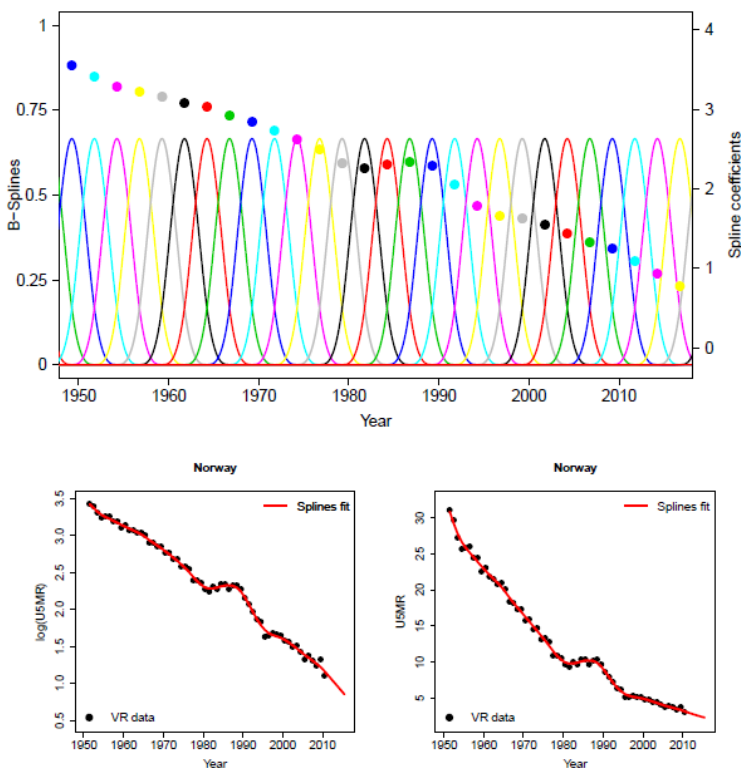 1
0.75
0.5
0.25
0
B−Splines
4
3
2
1
0
Spline coefficients
1950 1960 1970 1980 1990 2000 2010
Year
Norway
3.5
3.0
2.5
2.0
1.5
1.0
0.5
log(U5MR)
Splines fit
VR data
1950 1960 1970 1980 1990 2000 2010
Year
Norway
30
25
20
15
10
5
U5MR
Splines fit
VR data
1950 1960 1970 1980 1990 2000 2010
Year